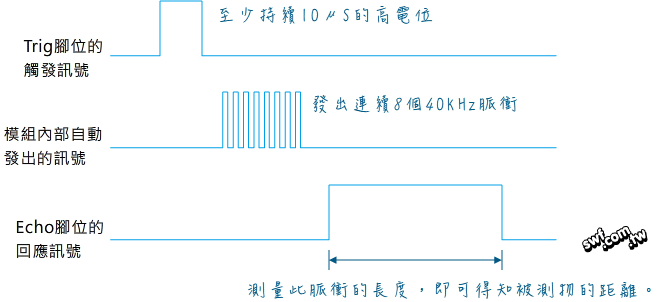 至少持續10μS的高電位
Trig腳位的
觸發訊號
發出連續8個40KHz脈衝
模組內部自動
發出的訊號
Echo腳位的
回應訊號
swf.com.tw
測量此脈衝的長度，即可得知被測物的距離。